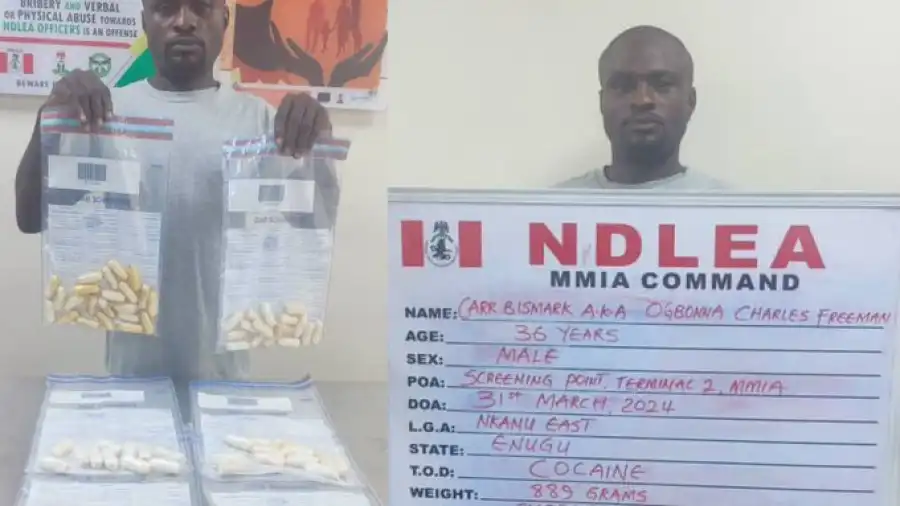 BRIBERY AND VERBAL
OR PHYSICAL ABUSE TOWARDS
NDLEA OFFICERS IS AN OFFENSE
BEWARE
NDLEA
MMIA COMMAND
NAME: CARR BISMARK A.K.A OGBONNA CHARLES FREEMAN
AGE: 36 YEARS
SEX: MALE
POA: SCREENING POINT, TERMINAL 2, MMIA
DOA: 31ST MARCH, 2024
L.G.A: NKANU EAST
STATE: ENUGU
T.O.D: COCAINE
WEIGHT: 889 GRAMS